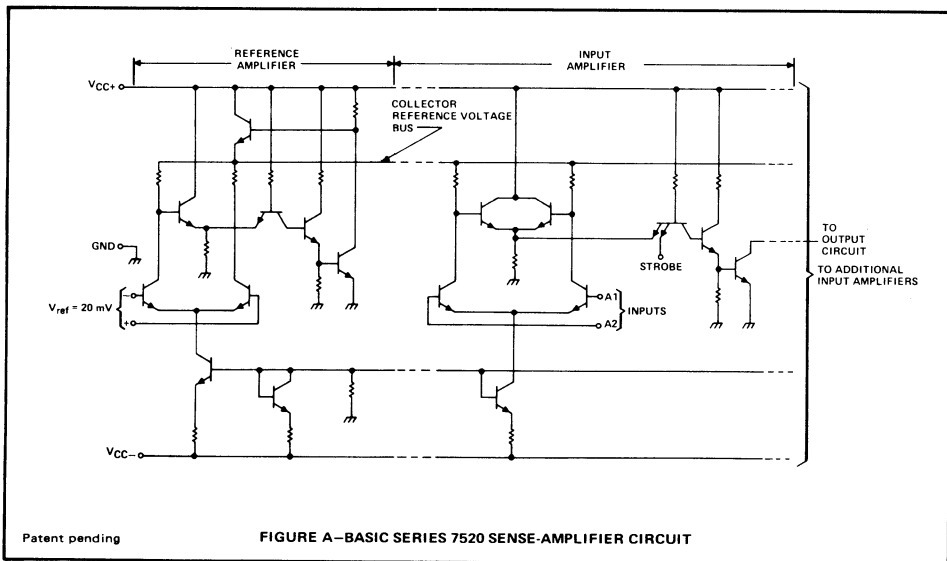 REFERENCE
AMPLIFIER
INPUT
AMPLIFIER
VCC+
COLLECTOR
REFERENCE VOLTAGE
BUS
GND
STROBE
TO
OUTPUT
CIRCUIT
TO ADDITIONAL
INPUT AMPLIFIERS
Vref = 20 mV
−
+
A1
INPUTS
A2
VCC−
Patent pending
FIGURE A—BASIC SERIES 7520 SENSE-AMPLIFIER CIRCUIT